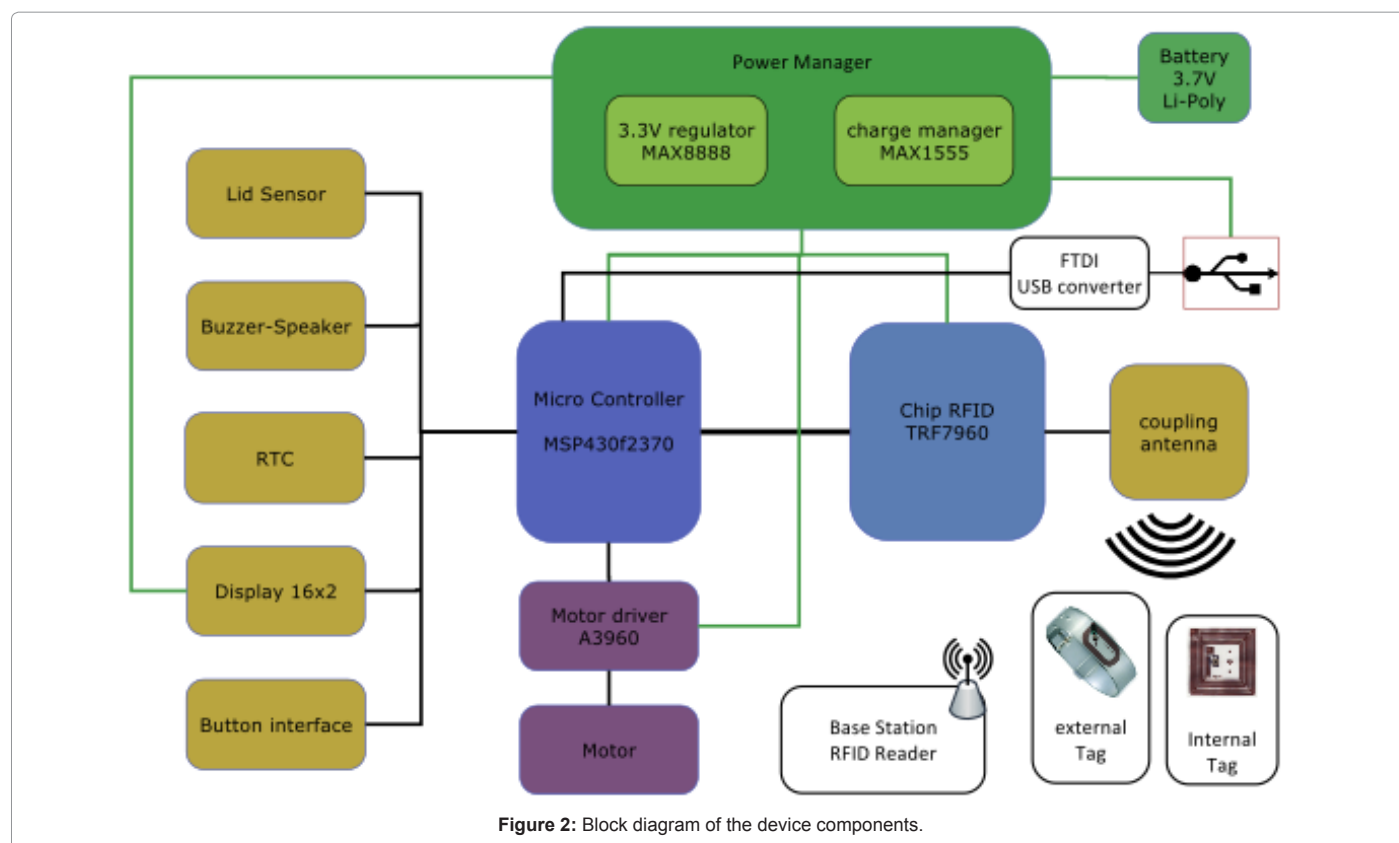 Power Manager
3.3V regulator
MAX8888
charge manager
MAX1555
Battery
3.7V
Li-Poly
Lid Sensor
Buzzer-Speaker
RTC
Display 16x2
Button interface
FTDI
USB converter
Micro Controller
MSP430f2370
Chip RFID
TRF7960
coupling
antenna
Motor driver
A3960
Motor
Base Station
RFID Reader
external
Tag
Internal
Tag
Figure 2: Block diagram of the device components.